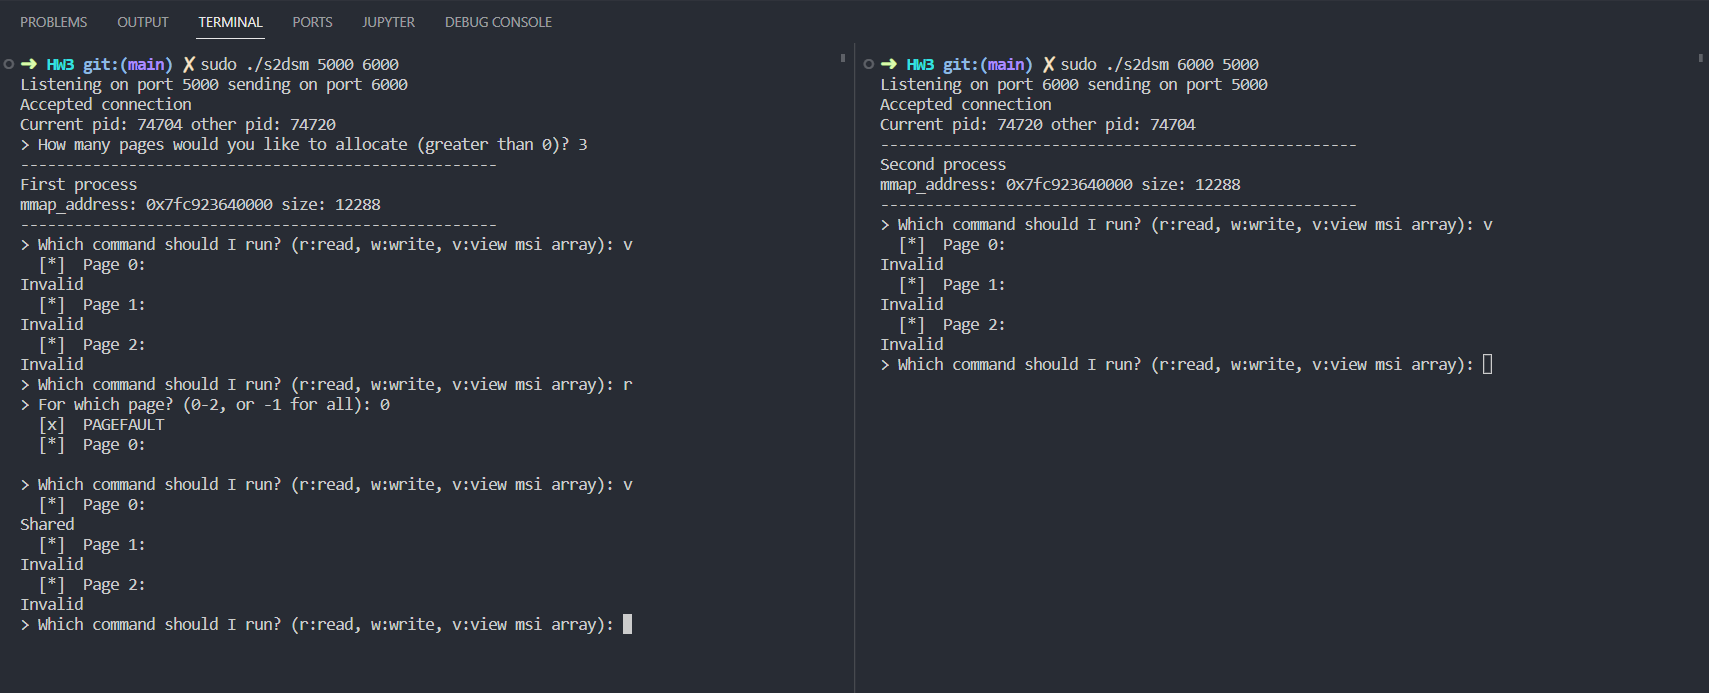 PROBLEMS OUTPUT TERMINAL PORTS JUPYTER DEBUG CONSOLE
➜ HW3 git:(main) ✗ sudo ./s2dsm 5000 6000
Listening on port 5000 sending on port 6000
Accepted connection
Current pid: 74704 other pid: 74720
> How many pages would you like to allocate (greater than 0)? 3
-----------------------------------------------------
First process
mmap_address: 0x7fc923640000 size: 12288
-----------------------------------------------------
> Which command should I run? (r:read, w:write, v:view msi array): v
[*] Page 0:
Invalid
[*] Page 1:
Invalid
[*] Page 2:
Invalid
> Which command should I run? (r:read, w:write, v:view msi array): r
> For which page? (0-2, or -1 for all): 0
[x] PAGEFAULT
[*] Page 0:
> Which command should I run? (r:read, w:write, v:view msi array): v
[*] Page 0:
Shared
[*] Page 1:
Invalid
[*] Page 2:
Invalid
> Which command should I run? (r:read, w:write, v:view msi array):
➜ HW3 git:(main) ✗ sudo ./s2dsm 6000 5000
Listening on port 6000 sending on port 5000
Accepted connection
Current pid: 74720 other pid: 74704
-----------------------------------------------------
Second process
mmap_address: 0x7fc923640000 size: 12288
-----------------------------------------------------
> Which command should I run? (r:read, w:write, v:view msi array): v
[*] Page 0:
Invalid
[*] Page 1:
Invalid
[*] Page 2:
Invalid
> Which command should I run? (r:read, w:write, v:view msi array):